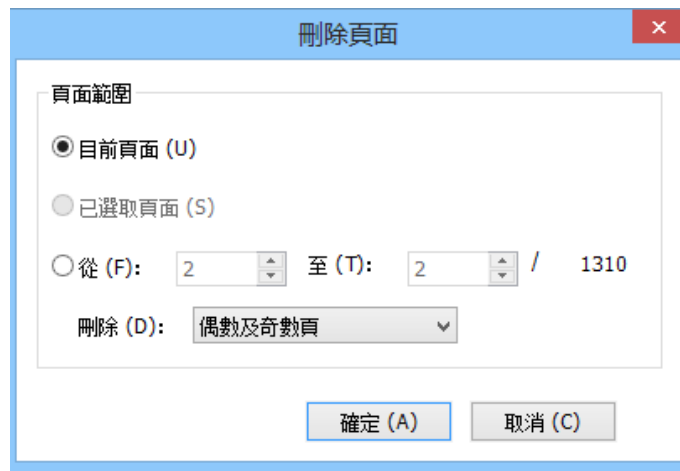 刪除頁面
頁面範圍
目前頁面 (U)
已選取頁面 (S)
從 (F): 2 至 (T): 2 / 1310
刪除 (D): 偶數及奇數頁
確定 (A) 取消 (C)